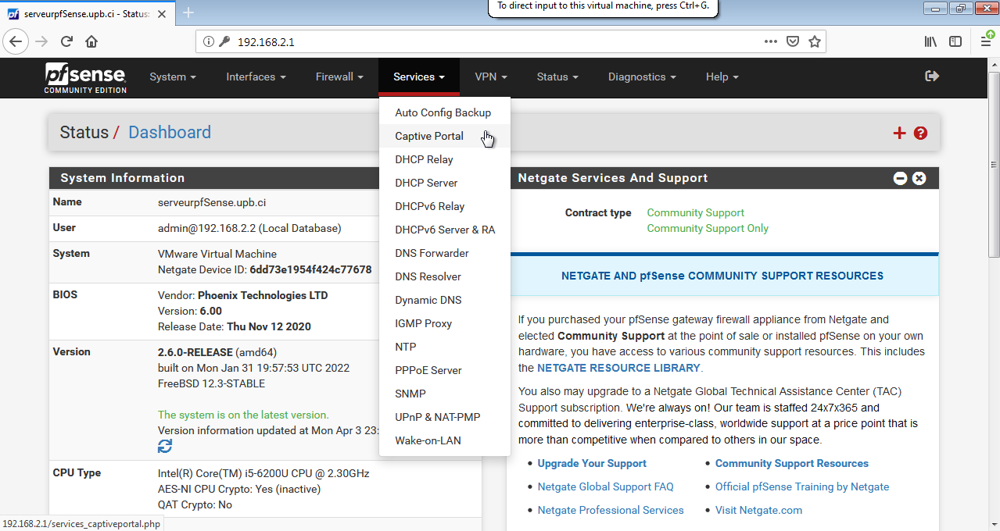 serveurpfSense.upb.ci - Status:
To direct input to this virtual machine, press Ctrl+G.
192.168.2.1
pfsense
COMMUNITY EDITION
System
Interfaces
Firewall
Services
VPN
Status
Diagnostics
Help
Auto Config Backup
Captive Portal
DHCP Relay
DHCP Server
DHCPv6 Relay
DHCPv6 Server & RA
DNS Forwarder
DNS Resolver
Dynamic DNS
IGMP Proxy
NTP
PPPoE Server
SNMP
UPnP & NAT-PMP
Wake-on-LAN
Status / Dashboard
System Information
Name serveurpfSense.upb.ci
User admin@192.168.2.2 (Local Database)
System VMware Virtual Machine
Netgate Device ID: 6dd73e1954f424c77678
BIOS Vendor: Phoenix Technologies LTD
Version: 6.00
Release Date: Thu Nov 12 2020
Version 2.6.0-RELEASE (amd64)
built on Mon Jan 31 19:57:53 UTC 2022
FreeBSD 12.3-STABLE
The system is on the latest version.
Version information updated at Mon Apr 3 23:
CPU Type Intel(R) Core(TM) i5-6200U CPU @ 2.30GHz
AES-NI CPU Crypto: Yes (inactive)
QAT Crypto: No
Netgate Services And Support
Contract type Community Support
Community Support Only
NETGATE AND pfSense COMMUNITY SUPPORT RESOURCES
If you purchased your pfSense gateway firewall appliance from Netgate and
elected Community Support at the point of sale or installed pfSense on your own
hardware, you have access to various community support resources. This includes
the NETGATE RESOURCE LIBRARY.
You also may upgrade to a Netgate Global Technical Assistance Center (TAC)
Support subscription. We're always on! Our team is staffed 24x7x365 and
committed to delivering enterprise-class, worldwide support at a price point that is
more than competitive when compared to others in our space.
• Upgrade Your Support
• Community Support Resources
• Netgate Global Support FAQ
• Official pfSense Training by Netgate
• Netgate Professional Services
• Visit Netgate.com
192.168.2.1/services_captiveportal.php